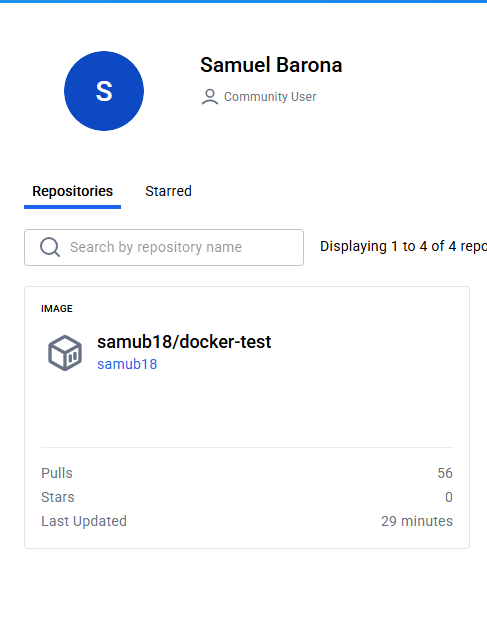 S
Samuel Barona
Community User
Repositories Starred
Search by repository name
Displaying 1 to 4 of 4 repo
IMAGE
samub18/docker-test
samub18
Pulls 56
Stars 0
Last Updated 29 minutes